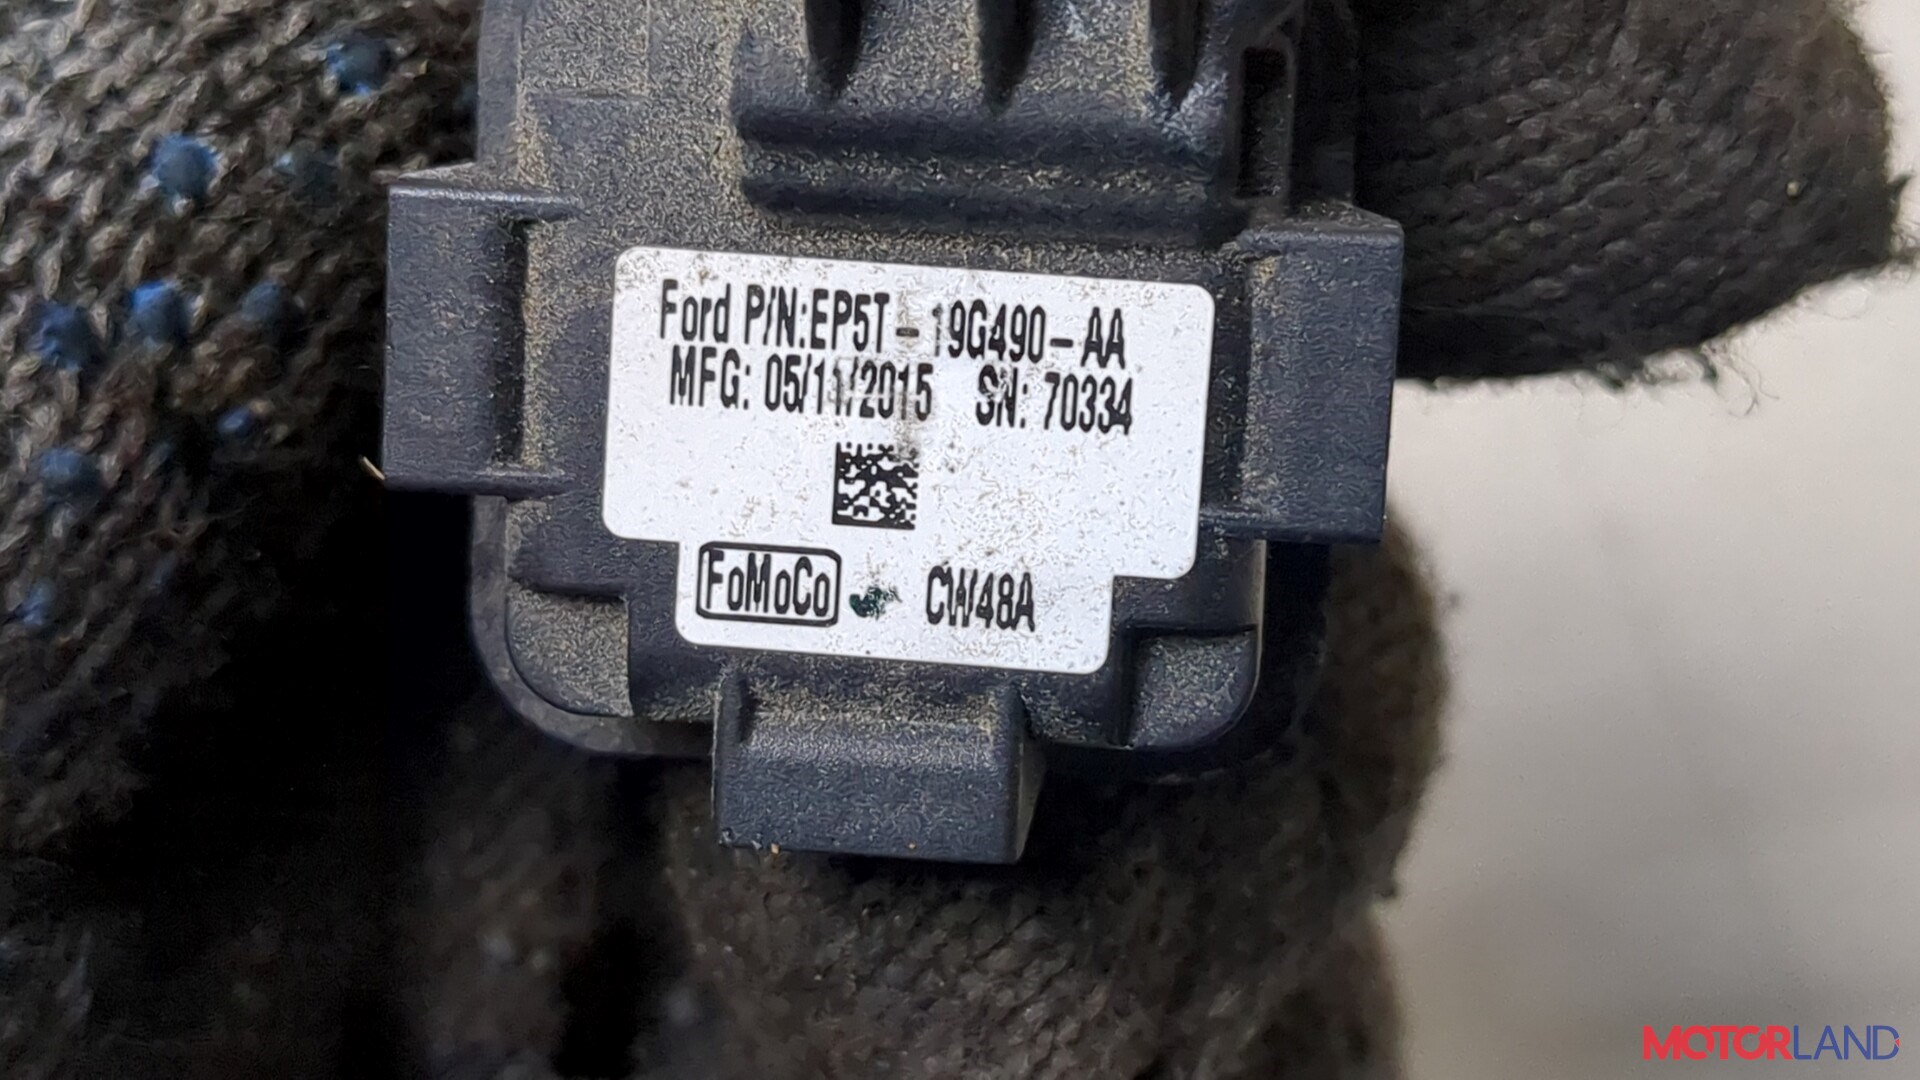 Ford P/N:EP5T-19G490-AA
MFG: 05/11/2015 SN: 70334
FoMoCo CW48A
MOTORLAND